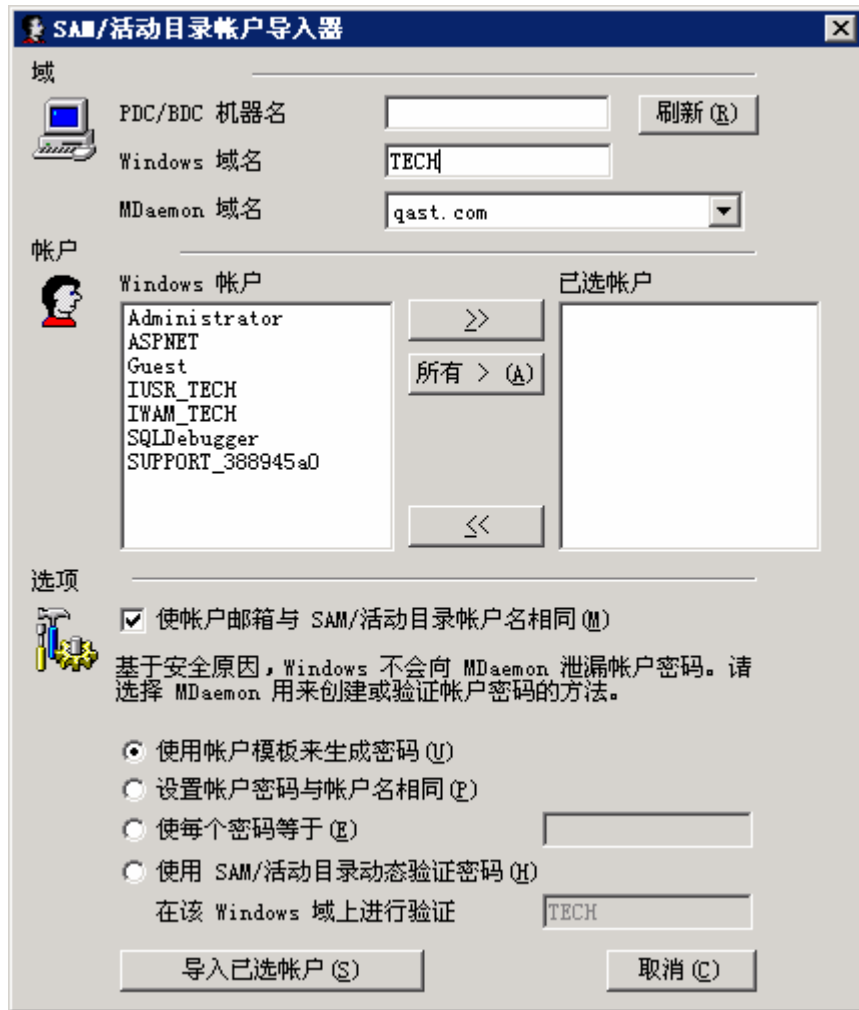 SAM/活动目录帐户导入器
域
PDC/BDC 机器名
刷新(R)
Windows 域名
TECH
MDaemon 域名
qast.com
帐户
Windows 帐户
已选帐户
Administrator
ASPNET
Guest
IUSR_TECH
IWAM_TECH
SQLDebugger
SUPPORT_388945a0
>>
所有 > (A)
<<
选项
使帐户邮箱与 SAM/活动目录帐户名相同(M)
基于安全原因,Windows 不会向 MDaemon 泄漏帐户密码。请
选择 MDaemon 用来创建或验证帐户密码的方法。
使用帐户模板来生成密码(U)
设置帐户密码与帐户名相同(P)
使每个密码等于(E)
使用 SAM/活动目录动态验证密码(H)
在该 Windows 域上进行验证
TECH
导入已选帐户(S)
取消(C)